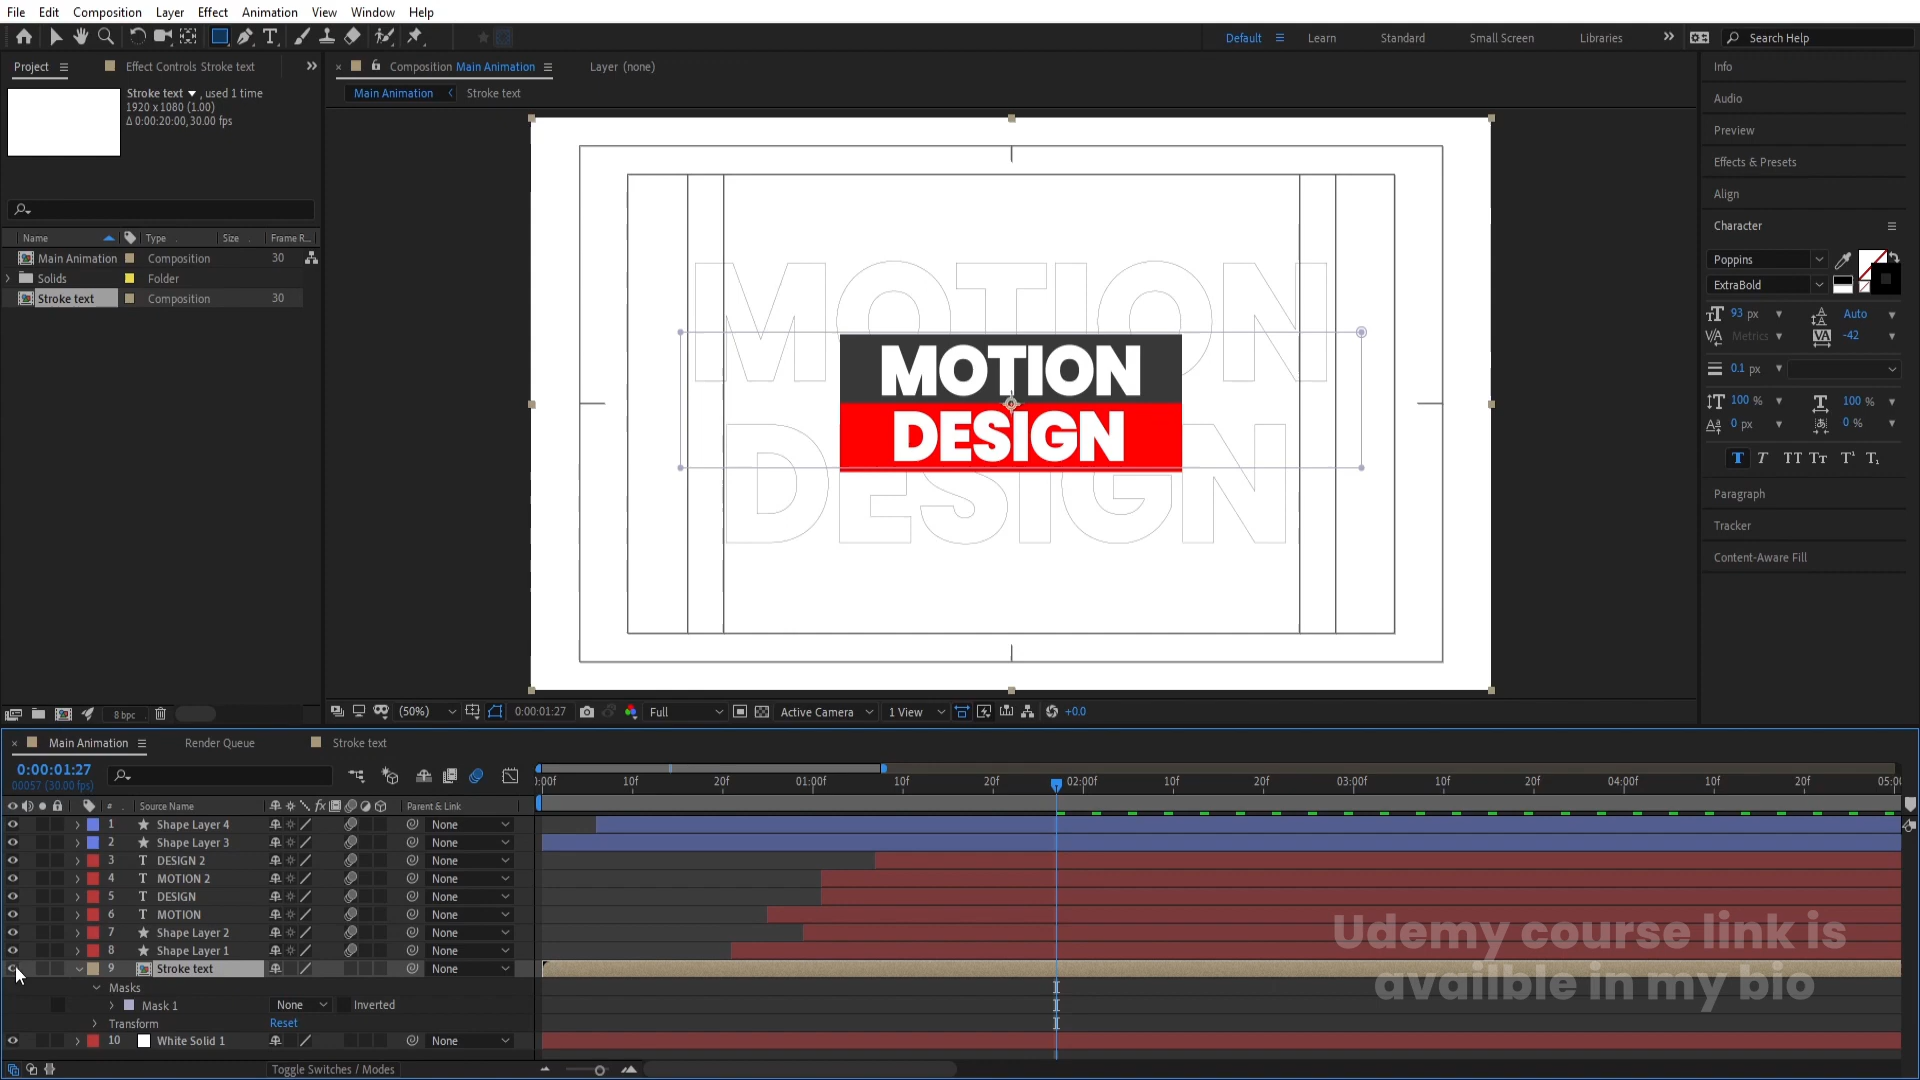 File Edit Composition Layer Effect Animation View Window Help
Default Learn Standard Small Screen Libraries Search Help
Project Effect Controls Stroke text
Stroke text , used 1 time
1920 x 1080 (1.00)
Δ 0:00:20:00, 30.00 fps
Name Type Size Frame R...
Main Animation Composition 30
Solids Folder
Stroke text Composition 30
8 bpc
Composition Main Animation Layer (none)
Main Animation Stroke text
MOTION
DESIGN
MOTION
DESIGN
(50%) 0:00:01:27 Full Active Camera 1 View +0.0
Info
Audio
Preview
Effects & Presets
Align
Character
Poppins
ExtraBold
93 px Auto
Metrics -42
0.1 px
100 % 100 %
0 px 0 %
T T TT Tt T¹ T₁
Paragraph
Tracker
Content-Aware Fill
Main Animation Render Queue Stroke text
0:00:01:27
00057 (30.00 fps)
# Source Name fx Parent & Link
):00f 10f 20f 01:00f 10f 20f 02:00f 10f 20f 03:00f 10f 20f 04:00f 10f 20f 05:00
1 Shape Layer 4 None
2 Shape Layer 3 None
3 T DESIGN 2 None
4 T MOTION 2 None
5 T DESIGN None
6 T MOTION None
7 Shape Layer 2 None
8 Shape Layer 1 None
9 Stroke text None
Masks
Mask 1 None Inverted
Transform Reset
10 White Solid 1 None
Toggle Switches / Modes
Udemy course link is
availble in my bio